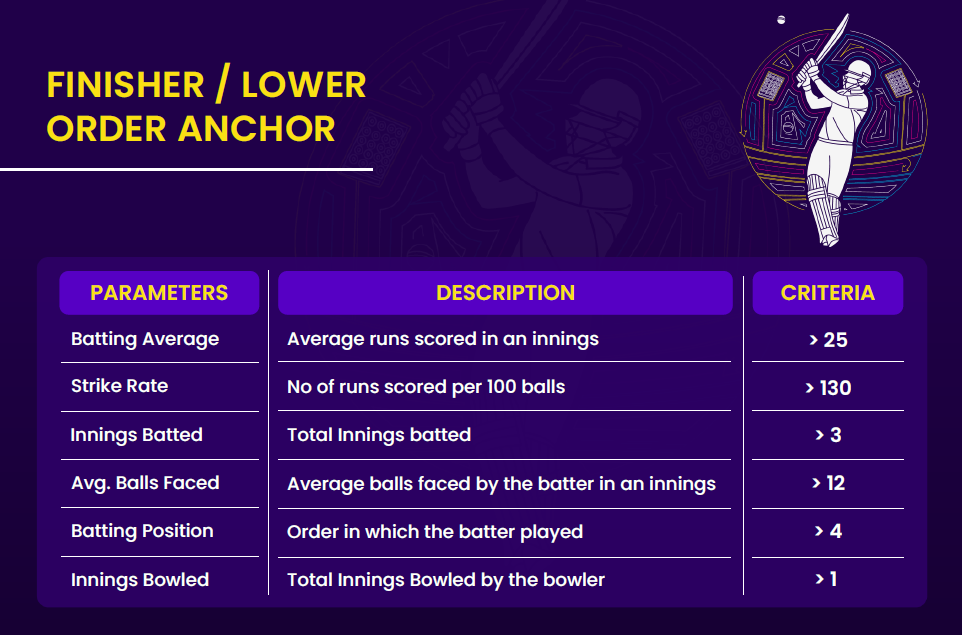 FINISHER / LOWER
ORDER ANCHOR
PARAMETERS DESCRIPTION CRITERIA
Batting Average Average runs scored in an innings > 25
Strike Rate No of runs scored per 100 balls > 130
Innings Batted Total Innings batted > 3
Avg. Balls Faced Average balls faced by the batter in an innings > 12
Batting Position Order in which the batter played > 4
Innings Bowled Total Innings Bowled by the bowler > 1